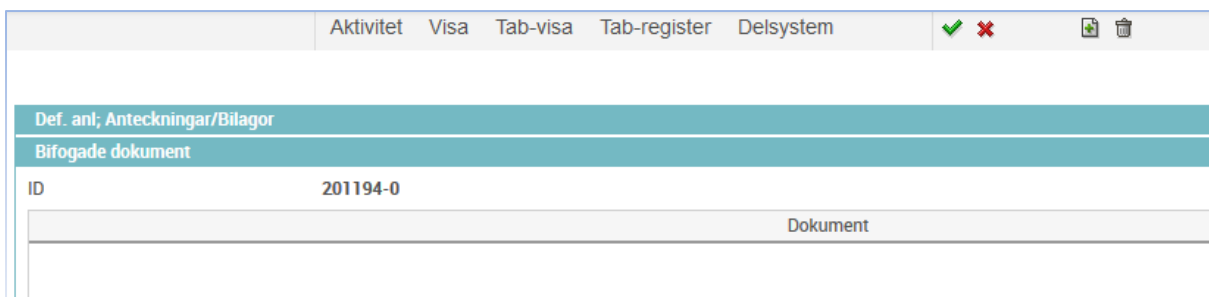 Aktivitet Visa Tab-visa Tab-register Delsystem
Def. anl; Anteckningar/Bilagor
Bifogade dokument
ID 201194-0
Dokument